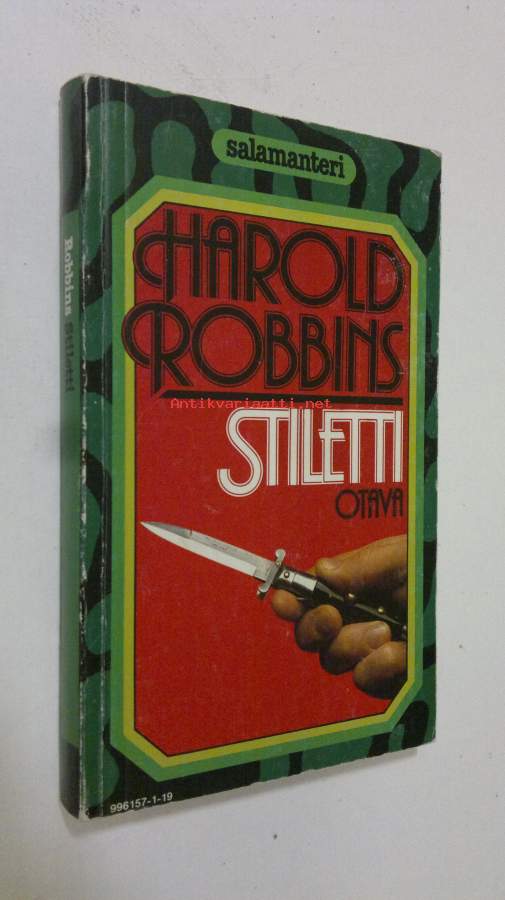 salamanteri
HAROLD
ROBBINS
STILETTI
OTAVA
Robbins Stiletti
996157-1-19
Antikvariaatti.net